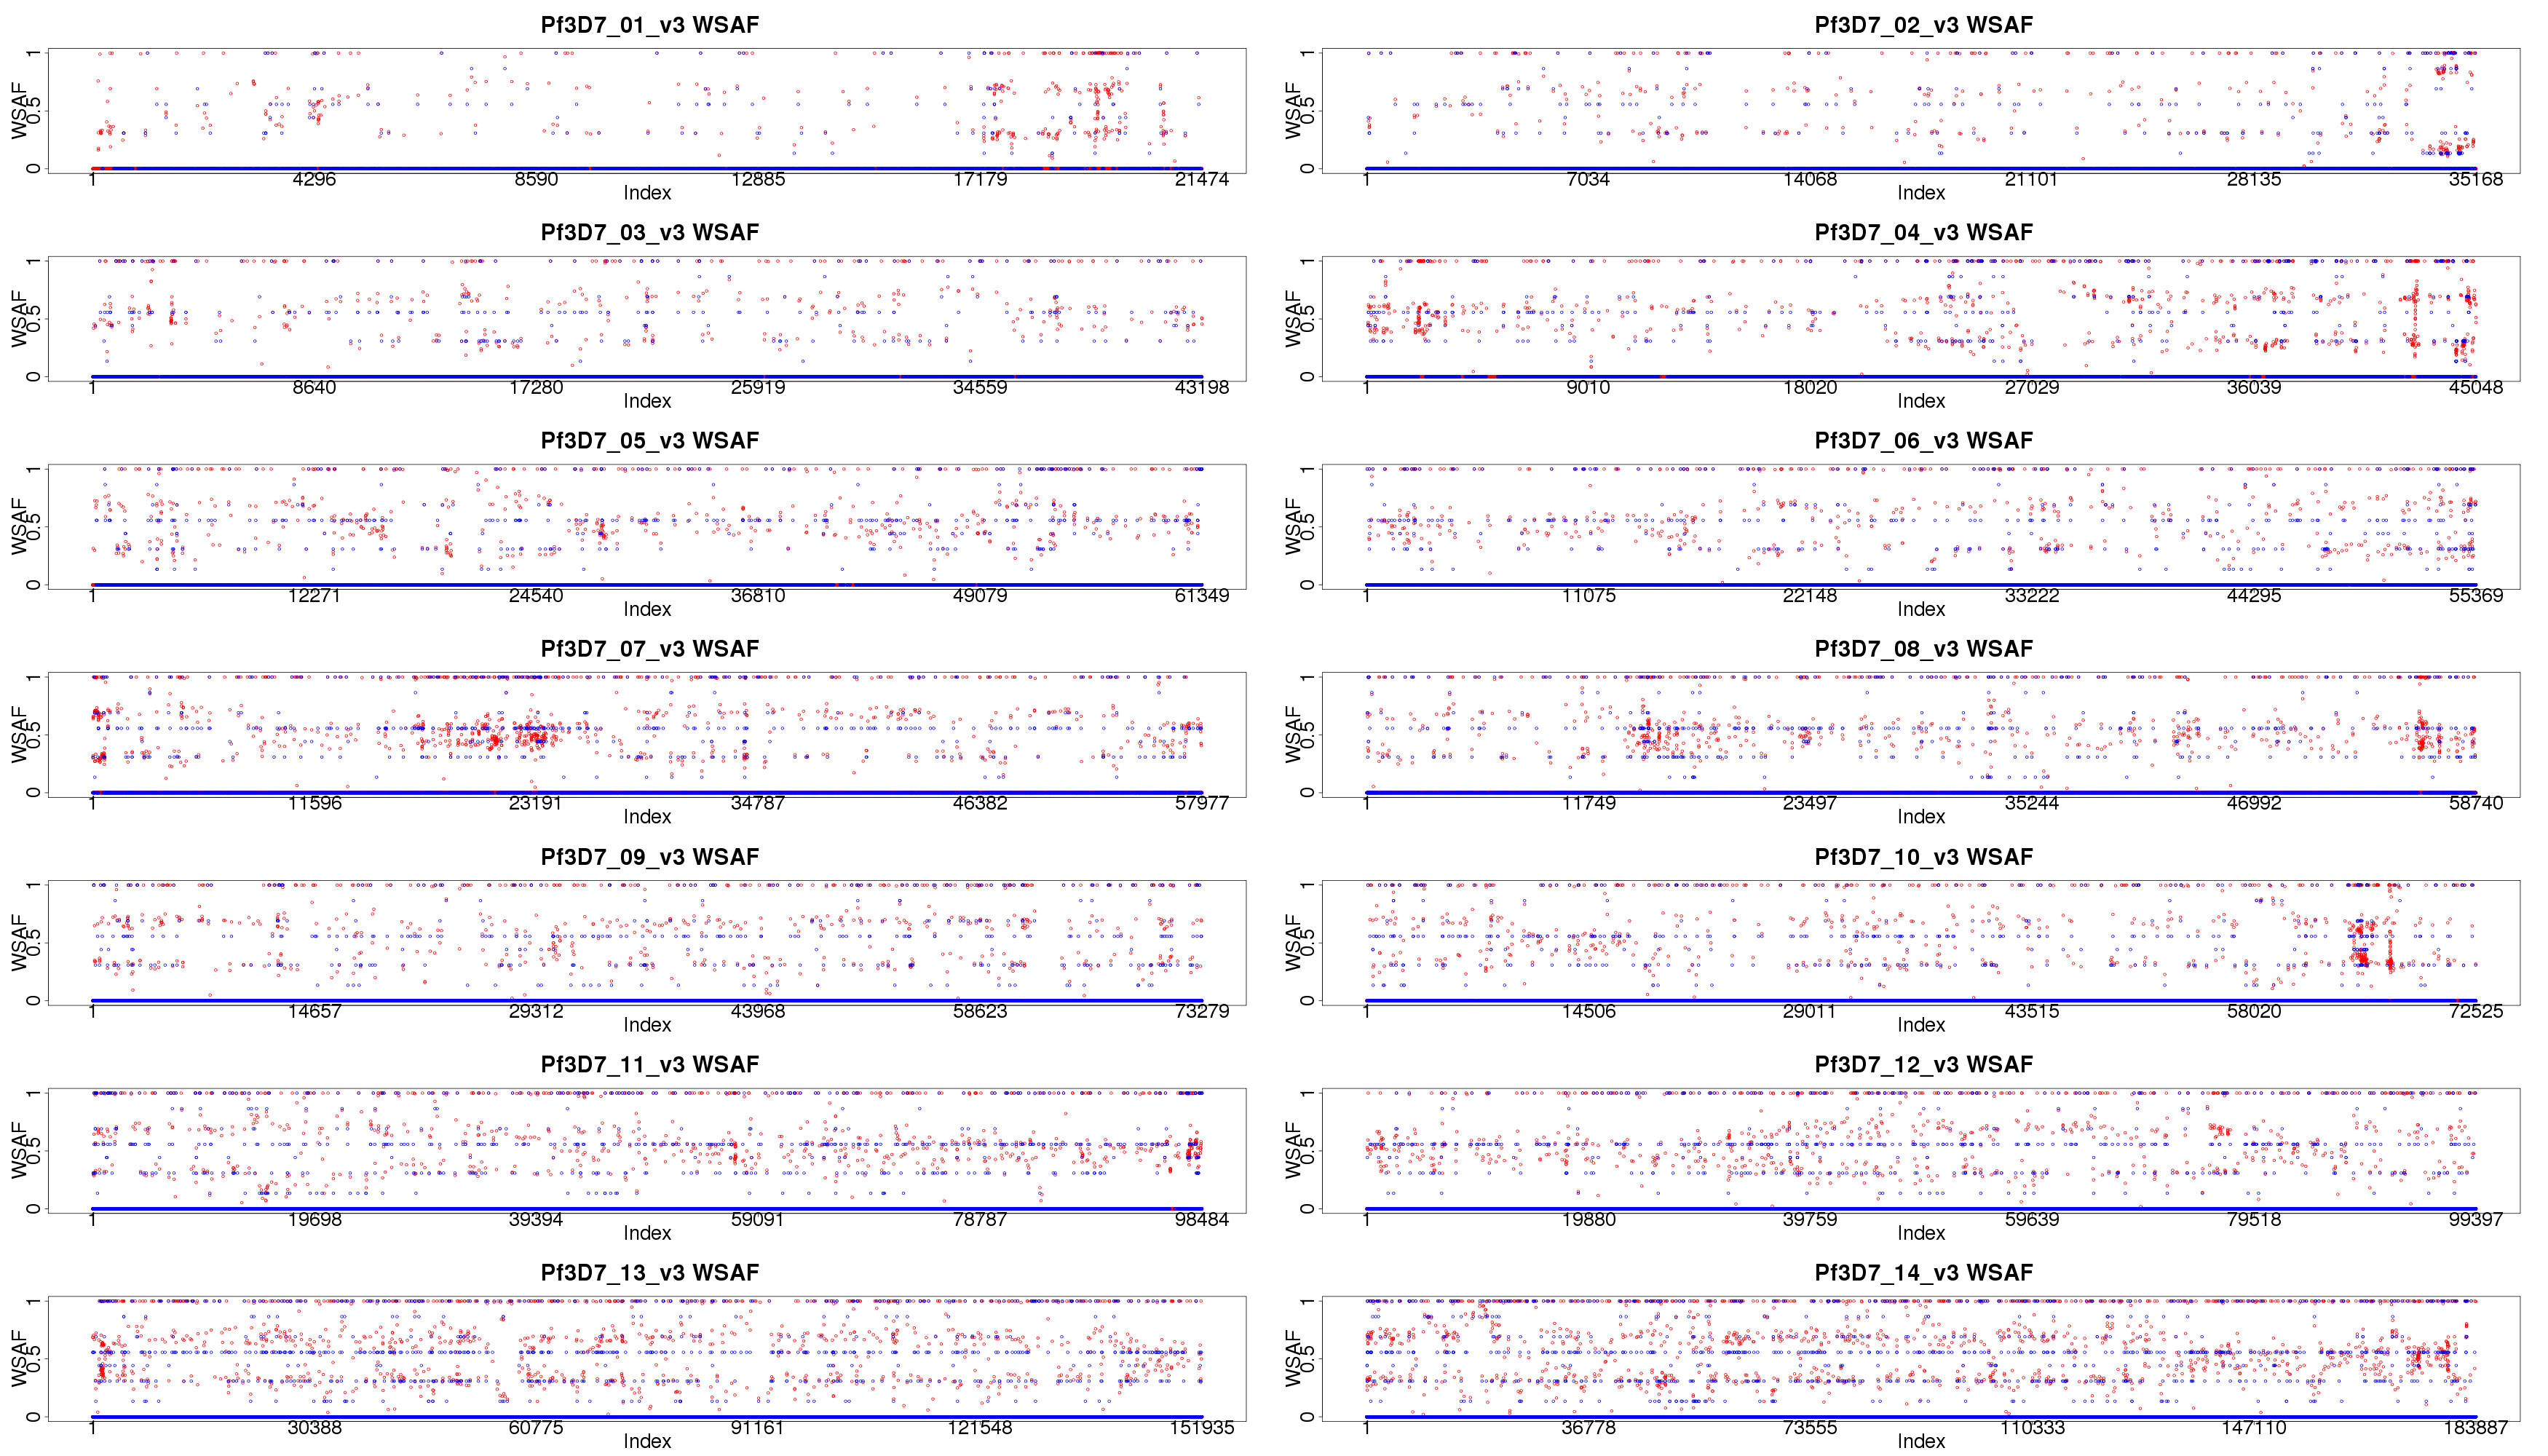 Pf3D7_01_v3 WSAF
WSAF
0 0.5 1
1 4296 8590 12885 17179 21474
Index
Pf3D7_02_v3 WSAF
WSAF
0 0.5 1
1 7034 14068 21101 28135 35168
Index
Pf3D7_03_v3 WSAF
WSAF
0 0.5 1
1 8640 17280 25919 34559 43198
Index
Pf3D7_04_v3 WSAF
WSAF
0 0.5 1
1 9010 18020 27029 36039 45048
Index
Pf3D7_05_v3 WSAF
WSAF
0 0.5 1
1 12271 24540 36810 49079 61349
Index
Pf3D7_06_v3 WSAF
WSAF
0 0.5 1
1 11075 22148 33222 44295 55369
Index
Pf3D7_07_v3 WSAF
WSAF
0 0.5 1
1 11596 23191 34787 46382 57977
Index
Pf3D7_08_v3 WSAF
WSAF
0 0.5 1
1 11749 23497 35244 46992 58740
Index
Pf3D7_09_v3 WSAF
WSAF
0 0.5 1
1 14657 29312 43968 58623 73279
Index
Pf3D7_10_v3 WSAF
WSAF
0 0.5 1
1 14506 29011 43515 58020 72525
Index
Pf3D7_11_v3 WSAF
WSAF
0 0.5 1
1 19698 39394 59091 78787 98484
Index
Pf3D7_12_v3 WSAF
WSAF
0 0.5 1
1 19880 39759 59639 79518 99397
Index
Pf3D7_13_v3 WSAF
WSAF
0 0.5 1
1 30388 60775 91161 121548 151935
Index
Pf3D7_14_v3 WSAF
WSAF
0 0.5 1
1 36778 73555 110333 147110 183887
Index